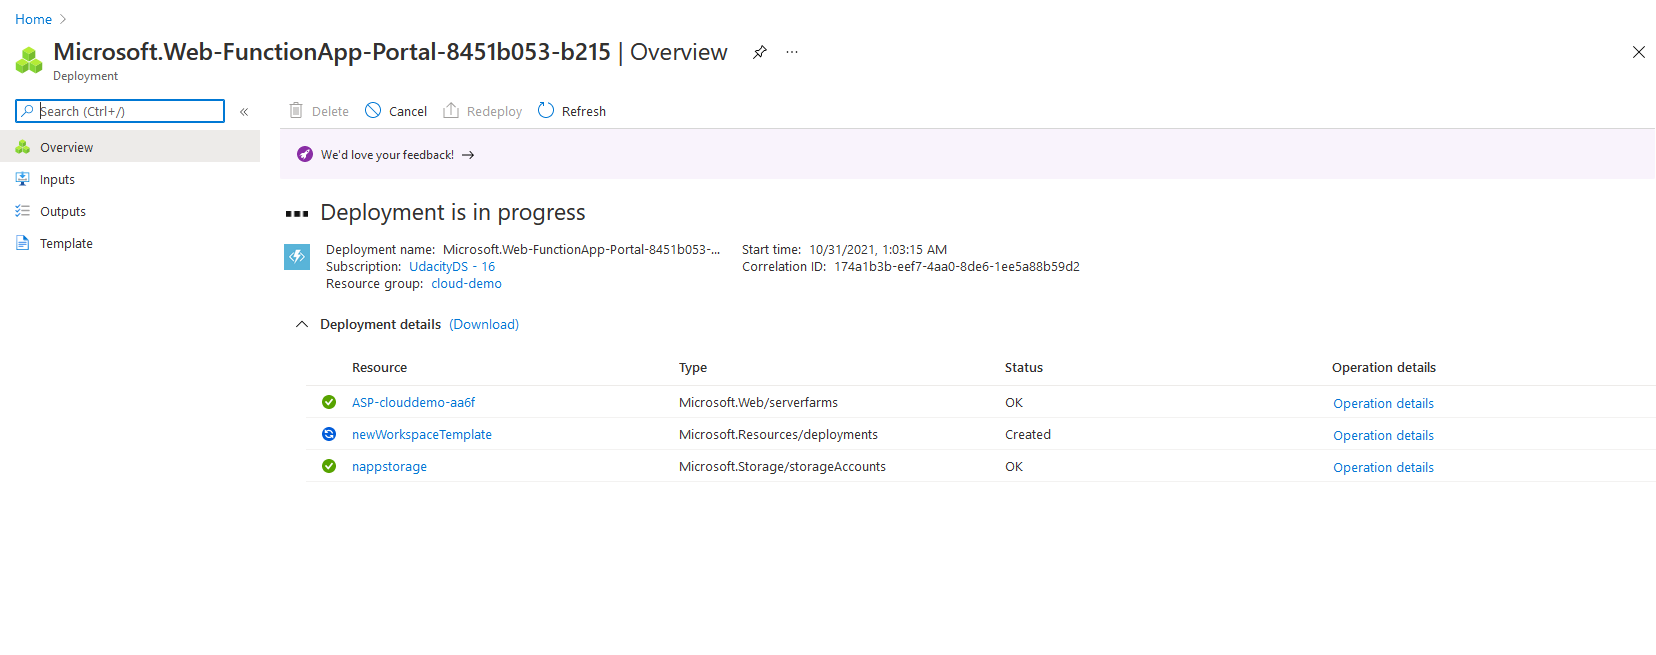 Home
Microsoft.Web-FunctionApp-Portal-8451b053-b215 | Overview
Deployment
Search (Ctrl+/)
Delete Cancel Redeploy Refresh
Overview
Inputs
Outputs
Template
We'd love your feedback! →
Deployment is in progress
Deployment name: Microsoft.Web-FunctionApp-Portal-8451b053-... Start time: 10/31/2021, 1:03:15 AM
Subscription: UdacityDS - 16 Correlation ID: 174a1b3b-eef7-4aa0-8de6-1ee5a88b59d2
Resource group: cloud-demo
Deployment details (Download)
Resource Type Status Operation details
ASP-clouddemo-aa6f Microsoft.Web/serverfarms OK Operation details
newWorkspaceTemplate Microsoft.Resources/deployments Created Operation details
nappstorage Microsoft.Storage/storageAccounts OK Operation details